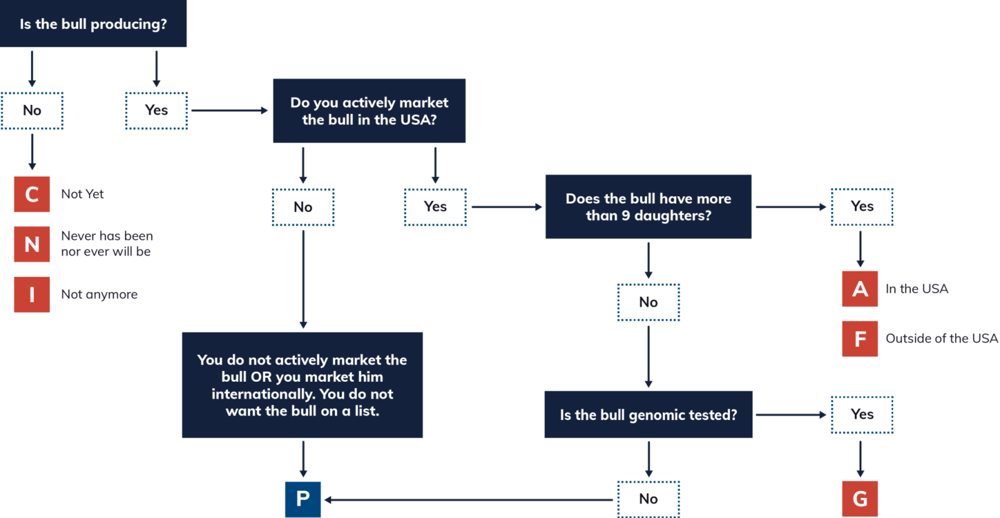 Is the bull producing?
No
Yes
Do you actively market
the bull in the USA?
C
Not Yet
N
Never has been
nor ever will be
I
Not anymore
No
Yes
Does the bull have more
than 9 daughters?
Yes
A
In the USA
F
Outside of the USA
No
You do not actively market the
bull OR you market him
internationally. You do not
want the bull on a list.
Is the bull genomic tested?
Yes
P
No
G